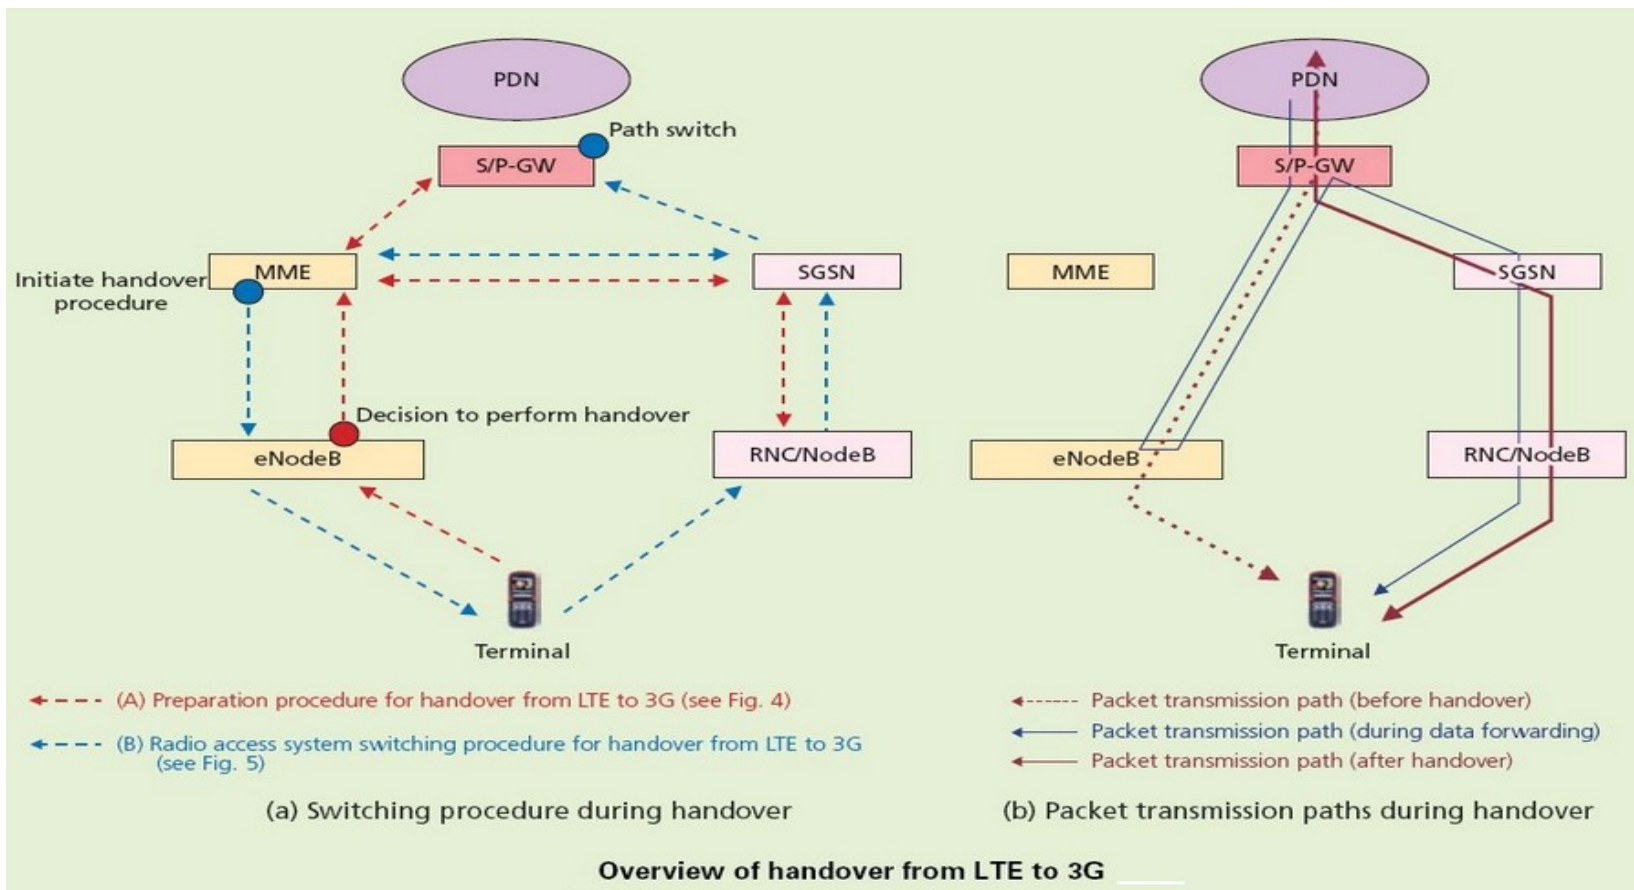 PDN
Path switch
S/P-GW
MME
SGSN
Initiate handover
procedure
Decision to perform handover
eNodeB
RNC/NodeB
Terminal
(A) Preparation procedure for handover from LTE to 3G (see Fig. 4)
(B) Radio access system switching procedure for handover from LTE to 3G
(see Fig. 5)
(a) Switching procedure during handover
PDN
S/P-GW
MME
SGSN
eNodeB
RNC/NodeB
Terminal
Packet transmission path (before handover)
Packet transmission path (during data forwarding)
Packet transmission path (after handover)
(b) Packet transmission paths during handover
Overview of handover from LTE to 3G